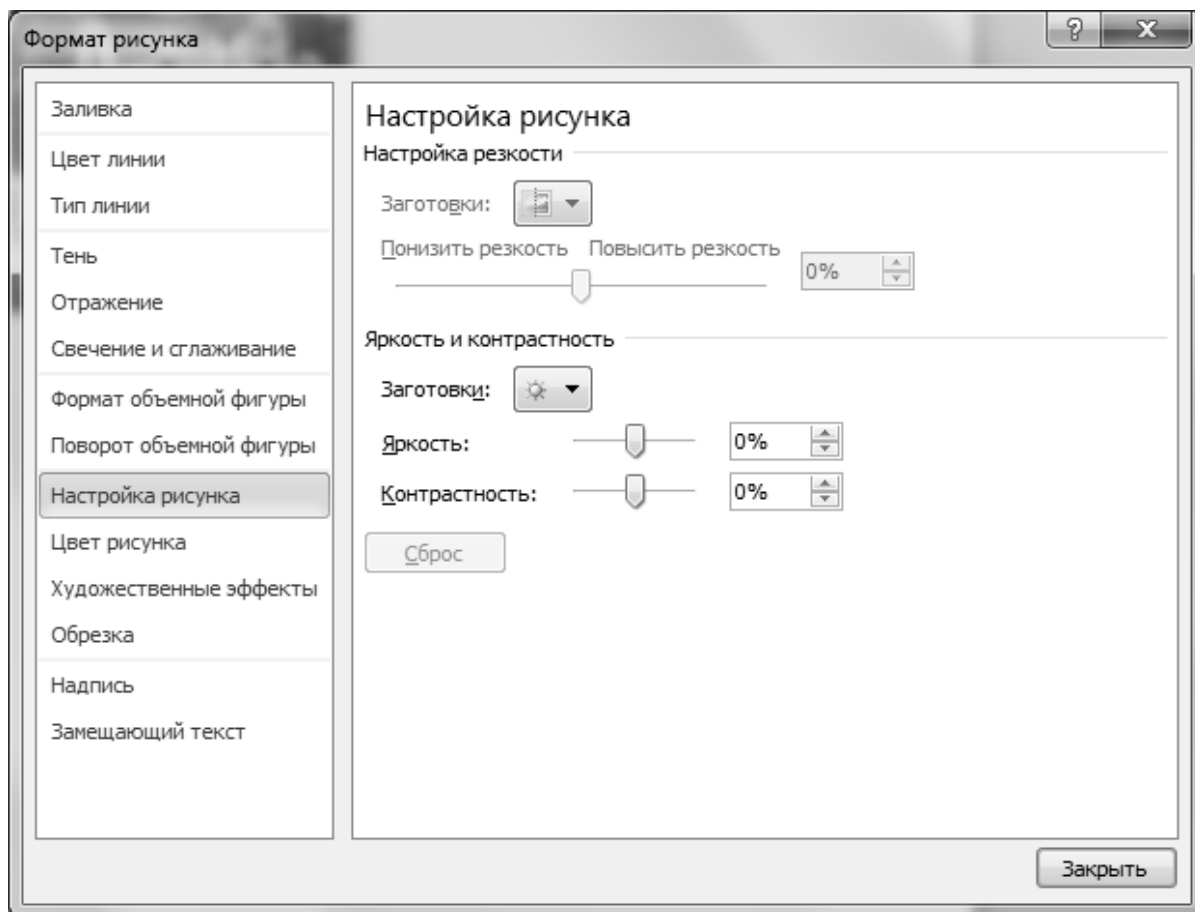 Формат рисунка
Заливка
Цвет линии
Тип линии
Тень
Отражение
Свечение и сглаживание
Формат объемной фигуры
Поворот объемной фигуры
Настройка рисунка
Цвет рисунка
Художественные эффекты
Обрезка
Надпись
Замещающий текст
Настройка рисунка
Настройка резкости
Заготовки:
Понизить резкость Повысить резкость
0%
Яркость и контрастность
Заготовки:
Яркость: 0%
Контрастность: 0%
Сброс
Закрыть